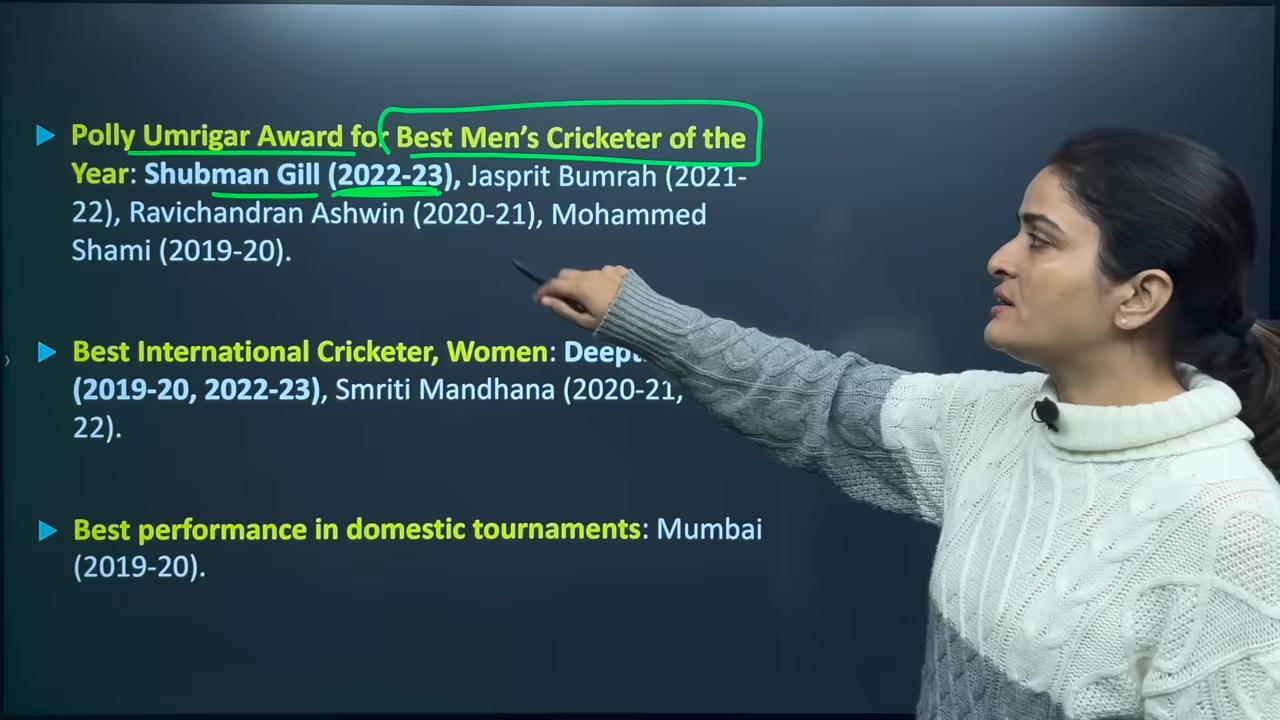 Polly Umrigar Award for Best Men's Cricketer of the
Year: Shubman Gill (2022-23), Jasprit Bumrah (2021-
22), Ravichandran Ashwin (2020-21), Mohammed
Shami (2019-20).
Best International Cricketer, Women:
(2019-20, 2022-23), Smriti Mandhana (2020-21,
22).
Best performance in domestic tournaments: Mumbai
(2019-20).